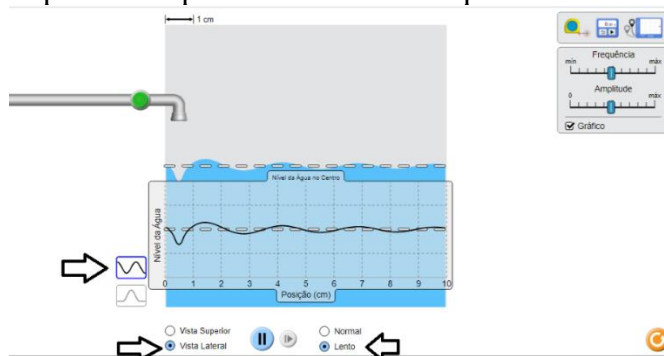 1 cm
Frequência
mín
máx
Amplitude
0
máx
Gráfico
Nível da Água no Centro
Nível da Água
0 1 2 3 4 5 6 7 8 9 10
Posição (cm)
Vista Superior
Vista Lateral
Normal
Lento